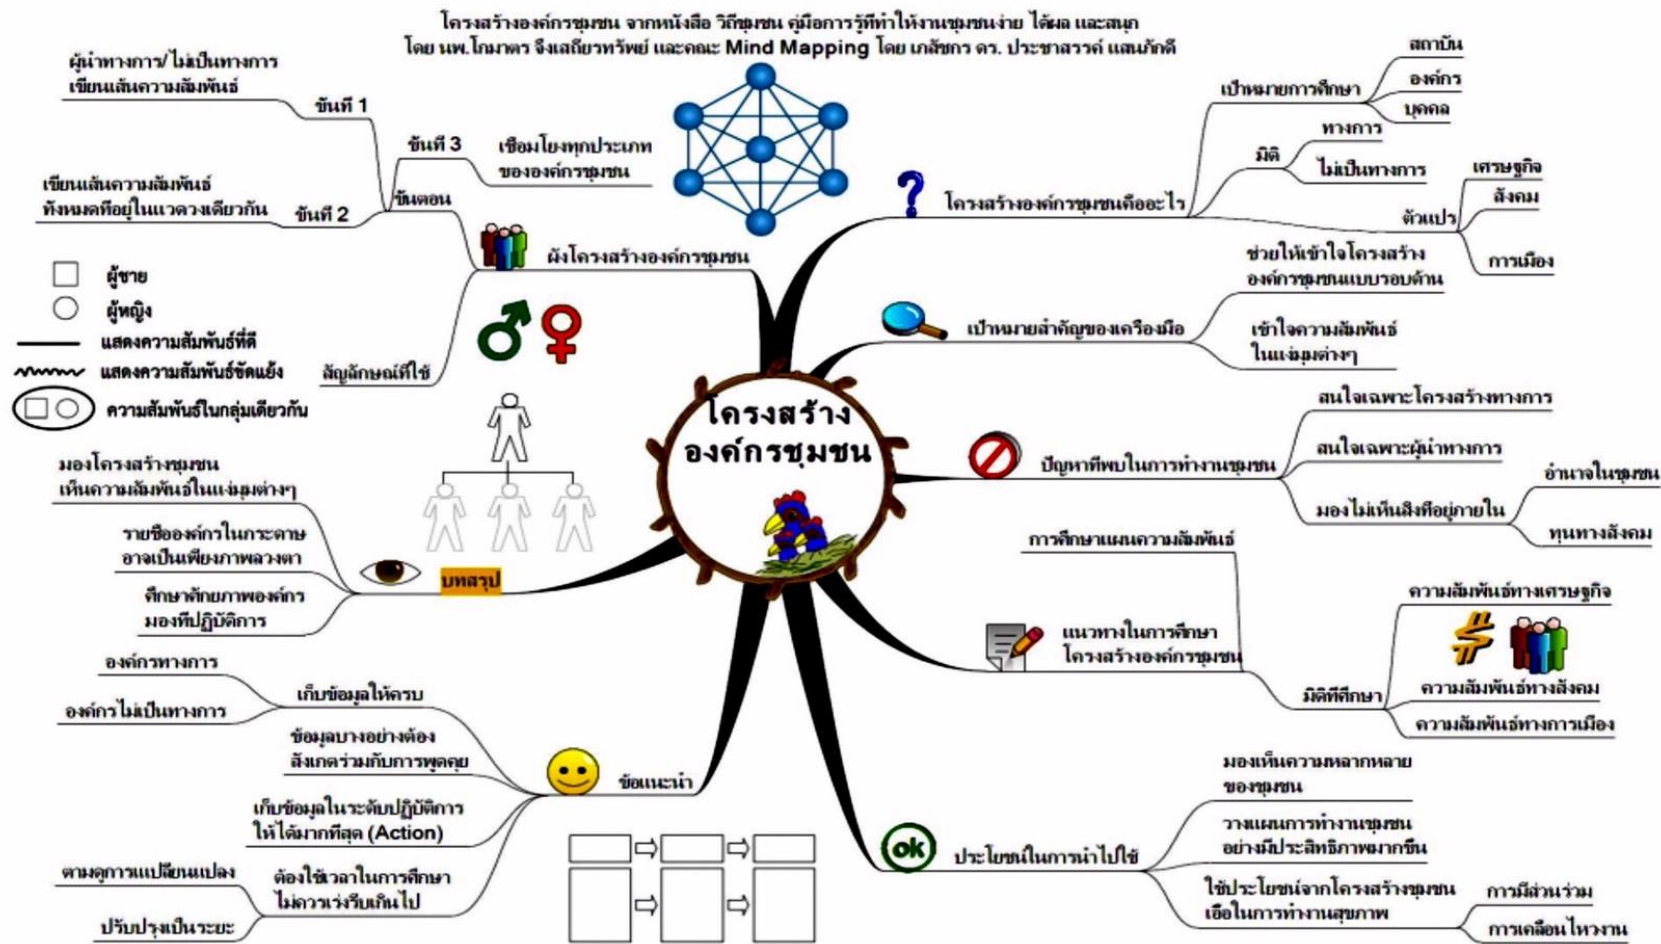 โครงสร้างองค์กรชุมชน จากหนังสือ วิถีชุมชน คู่มือการรู้ที่ทำให้งานชุมชนง่าย ได้ผล และสนุก
โดย นพ.โกมาตร จึงเสถียรทรัพย์ และคณะ Mind Mapping โดย เภสัชกร ดร. ประชาสรรค์ แสนภักดี
โครงสร้าง
องค์กรชุมชน
โครงสร้างองค์กรชุมชนคืออะไร
เป้าหมายการศึกษา
สถาบัน
องค์กร
บุคคล
มิติ
ทางการ
ไม่เป็นทางการ
ตัวแปร
เศรษฐกิจ
สังคม
การเมือง
เป้าหมายสำคัญของเครื่องมือ
ช่วยให้เข้าใจโครงสร้าง
องค์กรชุมชนแบบรอบด้าน
เข้าใจความสัมพันธ์
ในแง่มุมต่างๆ
ปัญหาที่พบในการทำงานชุมชน
สนใจเฉพาะโครงสร้างทางการ
สนใจเฉพาะผู้นำทางการ
มองไม่เห็นสิ่งที่อยู่ภายใน
อำนาจในชุมชน
ทุนทางสังคม
แนวทางในการศึกษา
โครงสร้างองค์กรชุมชน
การศึกษาแผนความสัมพันธ์
มิติที่ศึกษา
ความสัมพันธ์ทางเศรษฐกิจ
ความสัมพันธ์ทางสังคม
ความสัมพันธ์ทางการเมือง
ok
ประโยชน์ในการนำไปใช้
มองเห็นความหลากหลาย
ของชุมชน
วางแผนการทำงานชุมชน
อย่างมีประสิทธิภาพมากขึ้น
ใช้ประโยชน์จากโครงสร้างชุมชน
เอื้อในการทำงานสุขภาพ
การมีส่วนร่วม
การเคลื่อนไหวงาน
ข้อแนะนำ
เก็บข้อมูลให้ครบ
องค์กรทางการ
องค์กรไม่เป็นทางการ
ข้อมูลบางอย่างต้อง
สังเกตร่วมกับการพูดคุย
เก็บข้อมูลในระดับปฏิบัติการ
ให้ได้มากที่สุด (Action)
ต้องใช้เวลาในการศึกษา
ไม่ควรเร่งรีบเกินไป
ตามดูการแปลี่ยนแปลง
ปรับปรุงเป็นระยะ
บทสรุป
มองโครงสร้างชุมชน
เห็นความสัมพันธ์ในแง่มุมต่างๆ
รายชื่อองค์กรในกระดาษ
อาจเป็นเพียงภาพลวงตา
ศึกษาศักยภาพองค์กร
มองที่ปฏิบัติการ
ผังโครงสร้างองค์กรชุมชน
ขั้นตอน
ขั้นที่ 1
ผู้นำทางการ/ไม่เป็นทางการ
เขียนเส้นความสัมพันธ์
ขั้นที่ 2
เขียนเส้นความสัมพันธ์
ทั้งหมดที่อยู่ในแวดวงเดียวกัน
ขั้นที่ 3
เชื่อมโยงทุกประเภท
ขององค์กรชุมชน
สัญลักษณ์ที่ใช้
ผู้ชาย
ผู้หญิง
แสดงความสัมพันธ์ที่ดี
แสดงความสัมพันธ์ขัดแย้ง
ความสัมพันธ์ในกลุ่มเดียวกัน